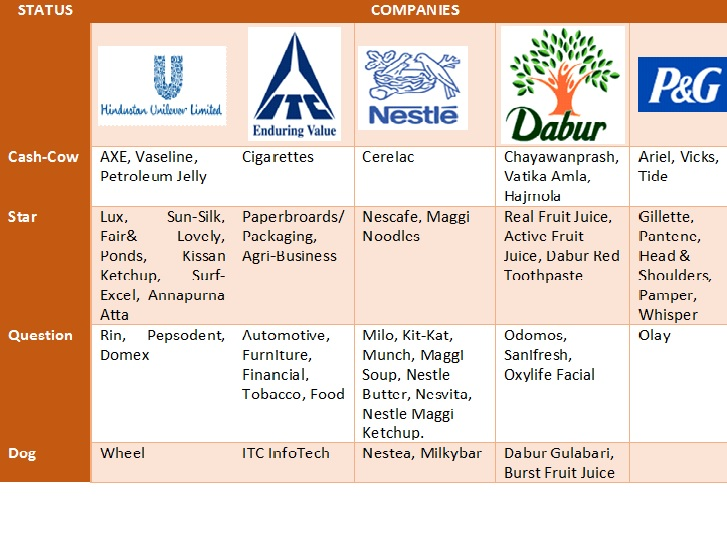 STATUS COMPANIES
Hindustan Unilever Limited
ITC
Enduring Value
Nestlē
Dabur
P&G
Cash-Cow
AXE, Vaseline,
Petroleum Jelly
Cigarettes
Cerelac
Chayawanprash,
Vatika Amla,
Hajmola
Ariel, Vicks,
Tide
Star
Lux, Sun-Silk,
Fair& Lovely,
Ponds, Kissan
Ketchup, Surf-
Excel, Annapurna
Atta
Paperboards/
Packaging,
Agri-Business
Nescafe, Maggi
Noodles
Real Fruit Juice,
Active Fruit
Juice, Dabur Red
Toothpaste
Gillette,
Pantene,
Head &
Shoulders,
Pamper,
Whisper
Question
Rin, Pepsodent,
Domex
Automotive,
Furniture,
Financial,
Tobacco, Food
Milo, Kit-Kat,
Munch, Maggi
Soup, Nestle
Butter, Nesvita,
Nestle Maggi
Ketchup.
Odomos,
Sanifresh,
Oxylife Facial
Olay
Dog
Wheel
ITC InfoTech
Nestea, Milkybar
Dabur Gulabari,
Burst Fruit Juice